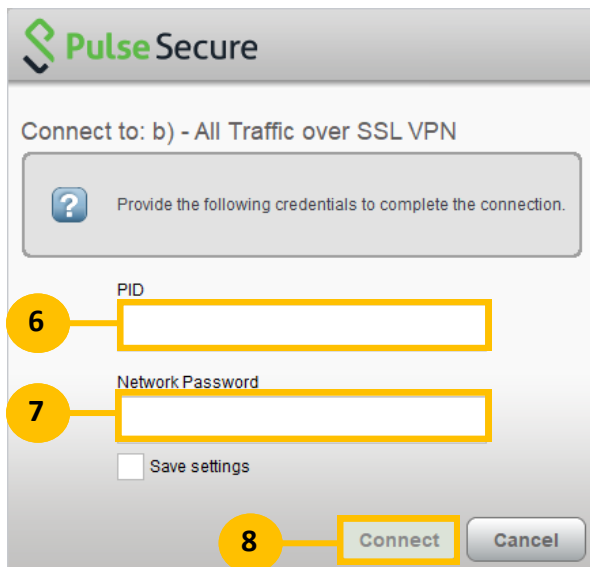 Pulse Secure
Connect to: b) - All Traffic over SSL VPN
?
Provide the following credentials to complete the connection.
PID
6
Network Password
7
Save settings
8
Connect
Cancel